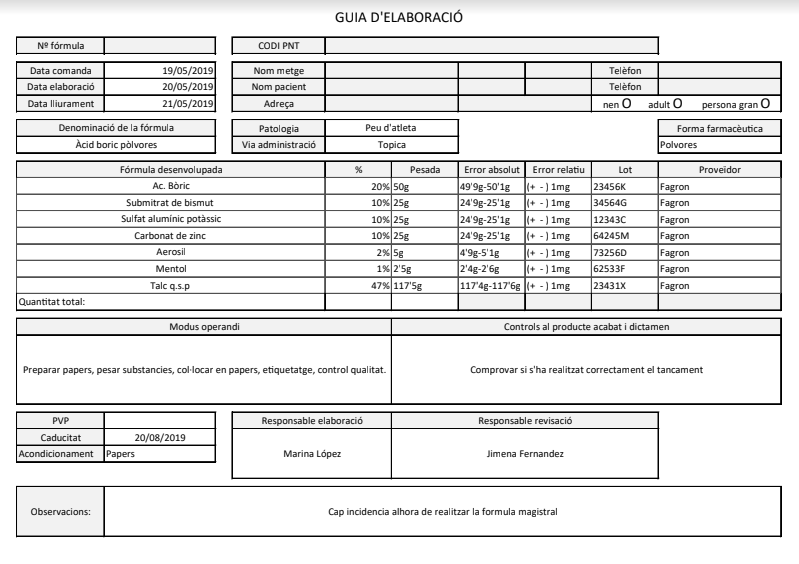 GUIA D'ELABORACIÓ
Nº fórmula CODI PNT
Data comanda 19/05/2019 Nom metge Telèfon
Data elaboració 20/05/2019 Nom pacient Telèfon
Data lliurament 21/05/2019 Adreça nen O adult O persona gran O
Denominació de la fórmula Patologia Peu d'atleta Forma farmacèutica
Àcid boric pòlvores Via administració Topica Polvores
Fórmula desenvolupada % Pesada Error absolut Error relatiu Lot Proveïdor
Ac. Bòric 20% 50g 49'9g-50'1g (+ - ) 1mg 23456K Fagron
Submitrat de bismut 10% 25g 24'9g-25'1g (+ - ) 1mg 34564G Fagron
Sulfat alumínic potàssic 10% 25g 24'9g-25'1g (+ - ) 1mg 12343C Fagron
Carbonat de zinc 10% 25g 24'9g-25'1g (+ - ) 1mg 64245M Fagron
Aerosil 2% 5g 4'9g-5'1g (+ - ) 1mg 73256D Fagron
Mentol 1% 2'5g 2'4g-2'6g (+ - ) 1mg 62533F Fagron
Talc q.s.p 47% 117'5g 117'4g-117'6g (+ - ) 1mg 23431X Fagron
Quantitat total:
Modus operandi Controls al producte acabat i dictamen
Preparar papers, pesar substancies, col·locar en papers, etiquetatge, control qualitat. Comprovar si s'ha realitzat correctament el tancament
PVP Responsable elaboració Responsable revisació
Caducitat 20/08/2019
Acondicionament Papers Marina López Jimena Fernandez
Observacions: Cap incidencia alhora de realitzar la formula magistral